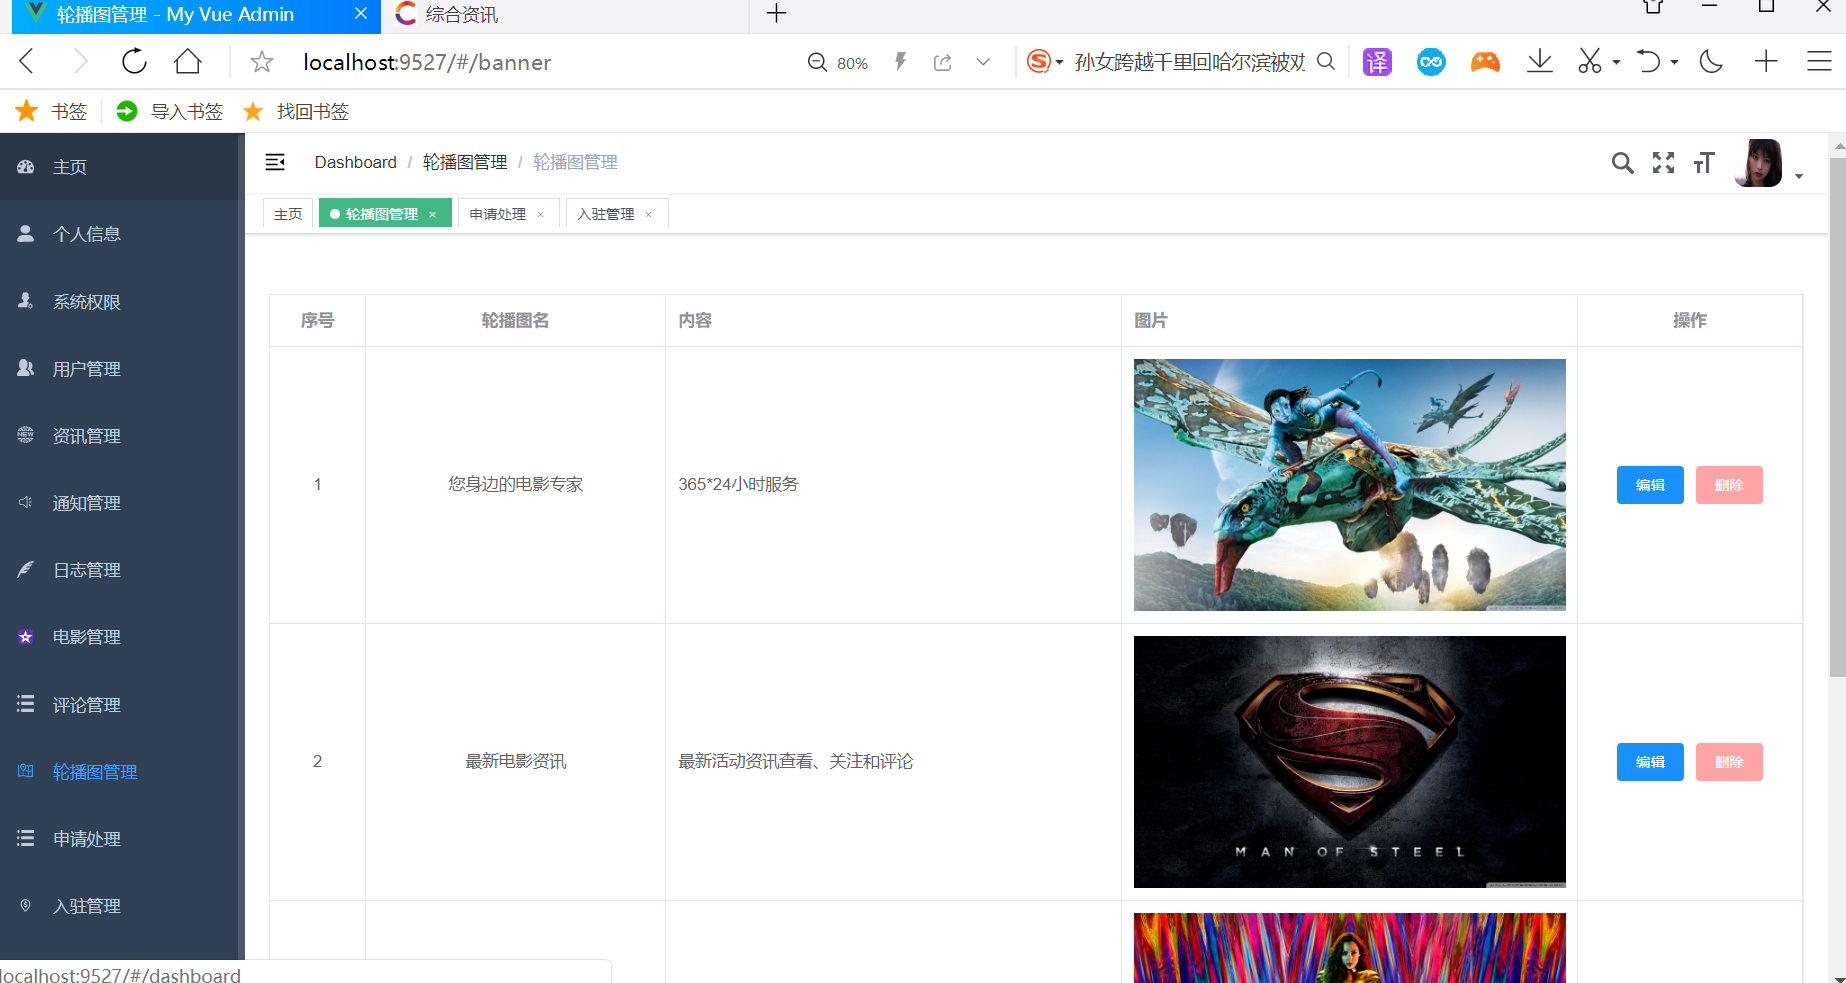 轮播图管理 - My Vue Admin
综合资讯
localhost:9527/#/banner
80%
孙女跨越千里回哈尔滨被劝
译
书签
导入书签
找回书签
主页
个人信息
系统权限
用户管理
资讯管理
通知管理
日志管理
电影管理
评论管理
轮播图管理
申请处理
入驻管理
Dashboard / 轮播图管理 / 轮播图管理
主页 轮播图管理 × 申请处理 × 入驻管理 ×
序号 轮播图名 内容 图片 操作
1 您身边的电影专家 365*24小时服务 编辑 删除
2 最新电影资讯 最新活动资讯查看、关注和评论 编辑 删除
MAN OF STEEL
localhost:9527/#/dashboard